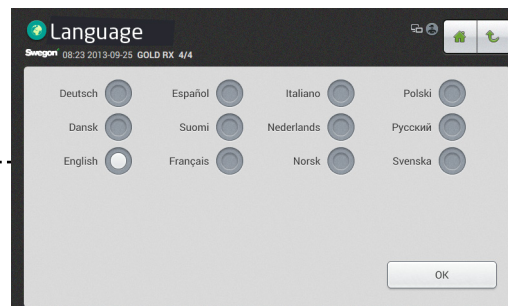 Language
Swegon 08:23 2013-09-25 GOLD RX 4/4
Deutsch Español Italiano Polski
Dansk Suomi Nederlands Русский
English Français Norsk Svenska
OK